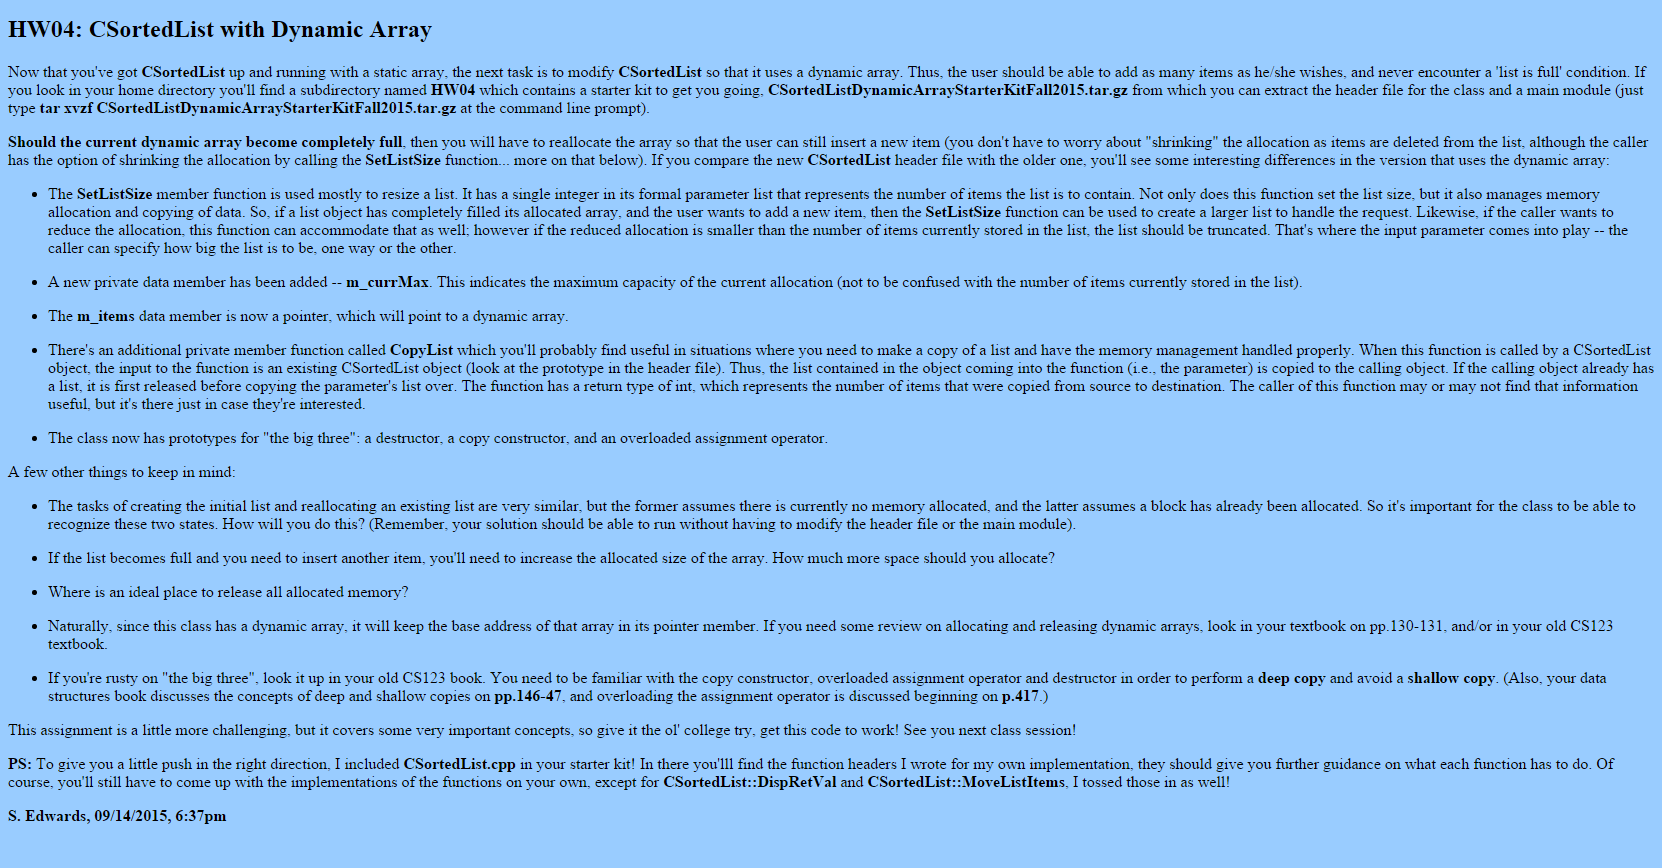 HW04: CSortedList with Dynamic Array
Now that you've got CSortedList up and running with a static array, the next task is to modify CSortedList so that it uses a dynamic array. Thus, the user should be able to add as many items as he/she wishes, and never encounter a 'list is full' condition. If
you look in your home directory you'll find a subdirectory named HW04 which contains a starter kit to get you going, CSortedListDynamicArrayStarterKitFall2015.tar.gz from which you can extract the header file for the class and a main module (just
type tar xvzf CSortedListDynamicArrayStarterKitFall2015.tar.gz at the command line prompt).
Should the current dynamic array become completely full, then you will have to reallocate the array so that the user can still insert a new item (you don't have to worry about "shrinking" the allocation as items are deleted from the list, although the caller
has the option of shrinking the allocation by calling the SetListSize function... more on that below). If you compare the new CSortedList header file with the older one, you'll see some interesting differences in the version that uses the dynamic array:
• The SetListSize member function is used mostly to resize a list. It has a single integer in its formal parameter list that represents the number of items the list is to contain. Not only does this function set the list size, but it also manages memory
allocation and copying of data. So, if a list object has completely filled its allocated array, and the user wants to add a new item, then the SetListSize function can be used to create a larger list to handle the request. Likewise, if the caller wants to
reduce the allocation, this function can accommodate that as well; however if the reduced allocation is smaller than the number of items currently stored in the list, the list should be truncated. That's where the input parameter comes into play -- the
caller can specify how big the list is to be, one way or the other.
• A new private data member has been added -- m_currMax. This indicates the maximum capacity of the current allocation (not to be confused with the number of items currently stored in the list).
• The m_items data member is now a pointer, which will point to a dynamic array.
• There's an additional private member function called CopyList which you'll probably find useful in situations where you need to make a copy of a list and have the memory management handled properly. When this function is called by a CSortedList
object, the input to the function is an existing CSortedList object (look at the prototype in the header file). Thus, the list contained in the object coming into the function (i.e., the parameter) is copied to the calling object. If the calling object already has
a list, it is first released before copying the parameter's list over. The function has a return type of int, which represents the number of items that were copied from source to destination. The caller of this function may or may not find that information
useful, but it's there just in case they're interested.
• The class now has prototypes for "the big three": a destructor, a copy constructor, and an overloaded assignment operator.
A few other things to keep in mind:
• The tasks of creating the initial list and reallocating an existing list are very similar, but the former assumes there is currently no memory allocated, and the latter assumes a block has already been allocated. So it's important for the class to be able to
recognize these two states. How will you do this? (Remember, your solution should be able to run without having to modify the header file or the main module).
• If the list becomes full and you need to insert another item, you'll need to increase the allocated size of the array. How much more space should you allocate?
• Where is an ideal place to release all allocated memory?
• Naturally, since this class has a dynamic array, it will keep the base address of that array in its pointer member. If you need some review on allocating and releasing dynamic arrays, look in your textbook on pp.130-131, and/or in your old CS123
textbook.
• If you're rusty on "the big three", look it up in your old CS123 book. You need to be familiar with the copy constructor, overloaded assignment operator and destructor in order to perform a deep copy and avoid a shallow copy. (Also, your data
structures book discusses the concepts of deep and shallow copies on pp.146-47, and overloading the assignment operator is discussed beginning on p.417.)
This assignment is a little more challenging, but it covers some very important concepts, so give it the ol' college try, get this code to work! See you next class session!
PS: To give you a little push in the right direction, I included CSortedList.cpp in your starter kit! In there you'lll find the function headers I wrote for my own implementation, they should give you further guidance on what each function has to do. Of
course, you'll still have to come up with the implementations of the functions on your own, except for CSortedList::DispRetVal and CSortedList::MoveListItems, I tossed those in as well!
S. Edwards, 09/14/2015, 6:37pm